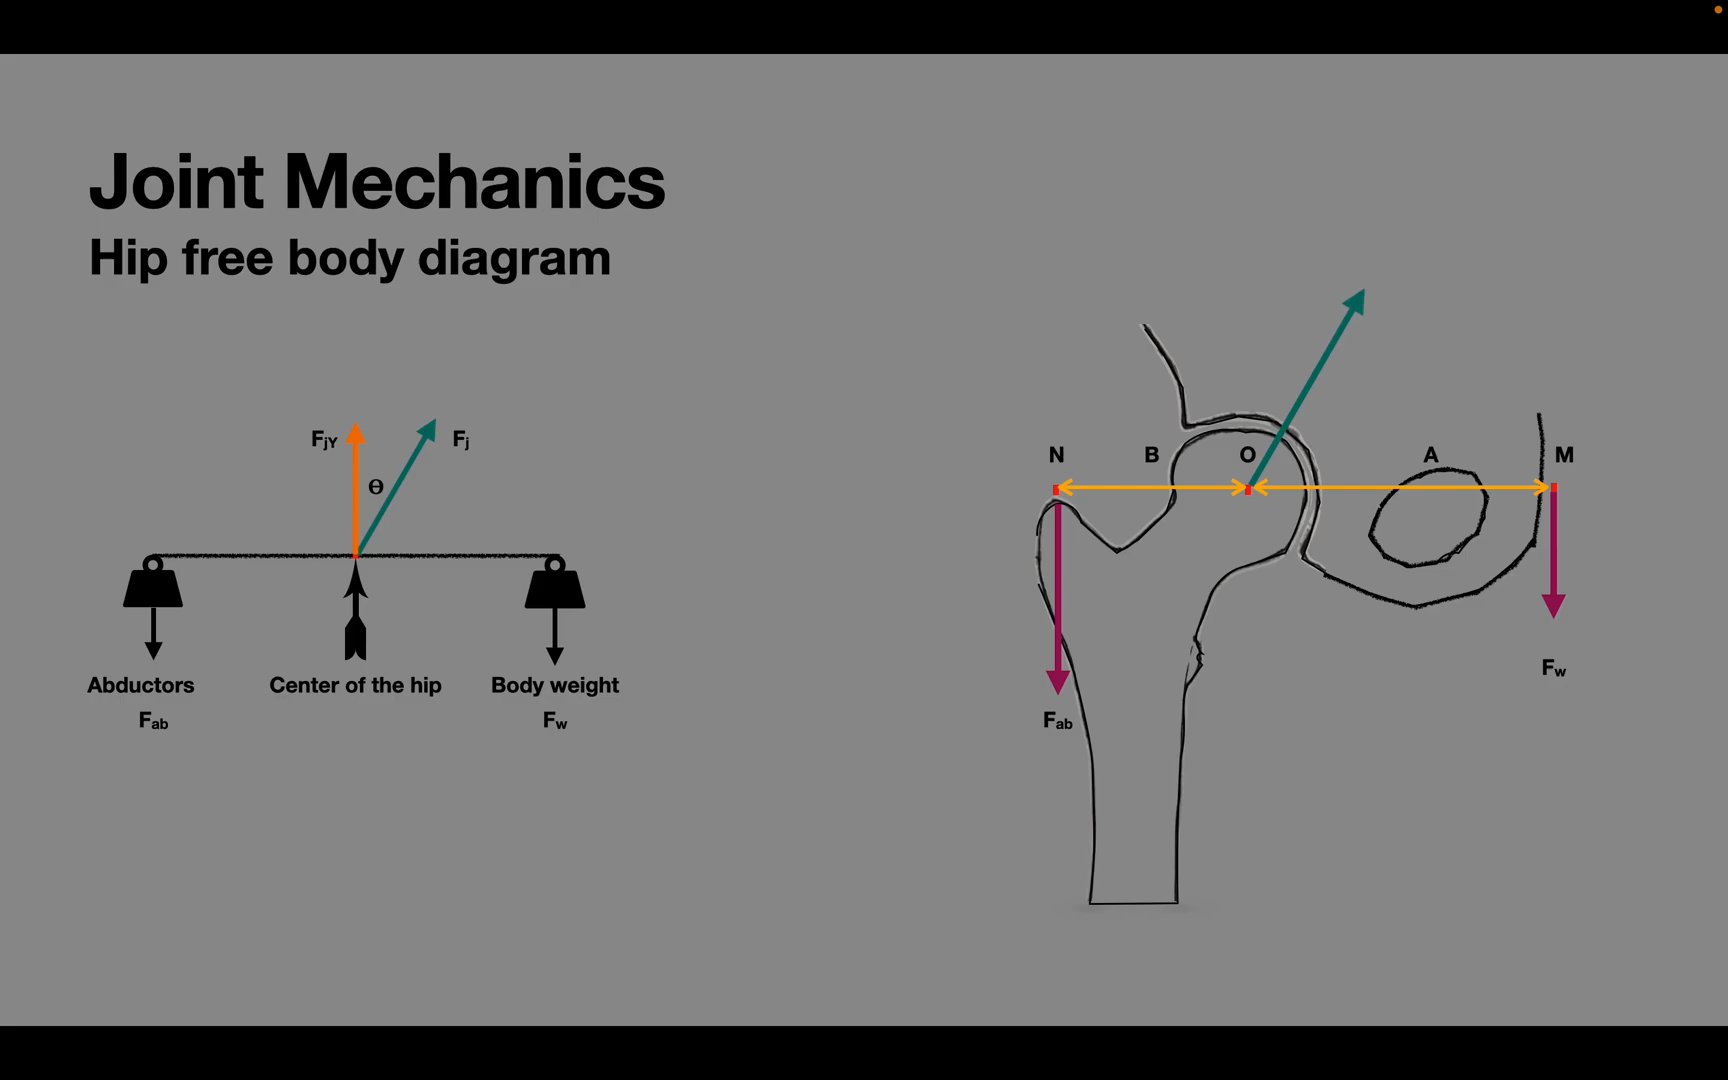 Joint Mechanics
Hip free body diagram
FjY
Fj
ɵ
Abductors
Fab
Center of the hip
Body weight
Fw
N B O A M
Fab
Fw